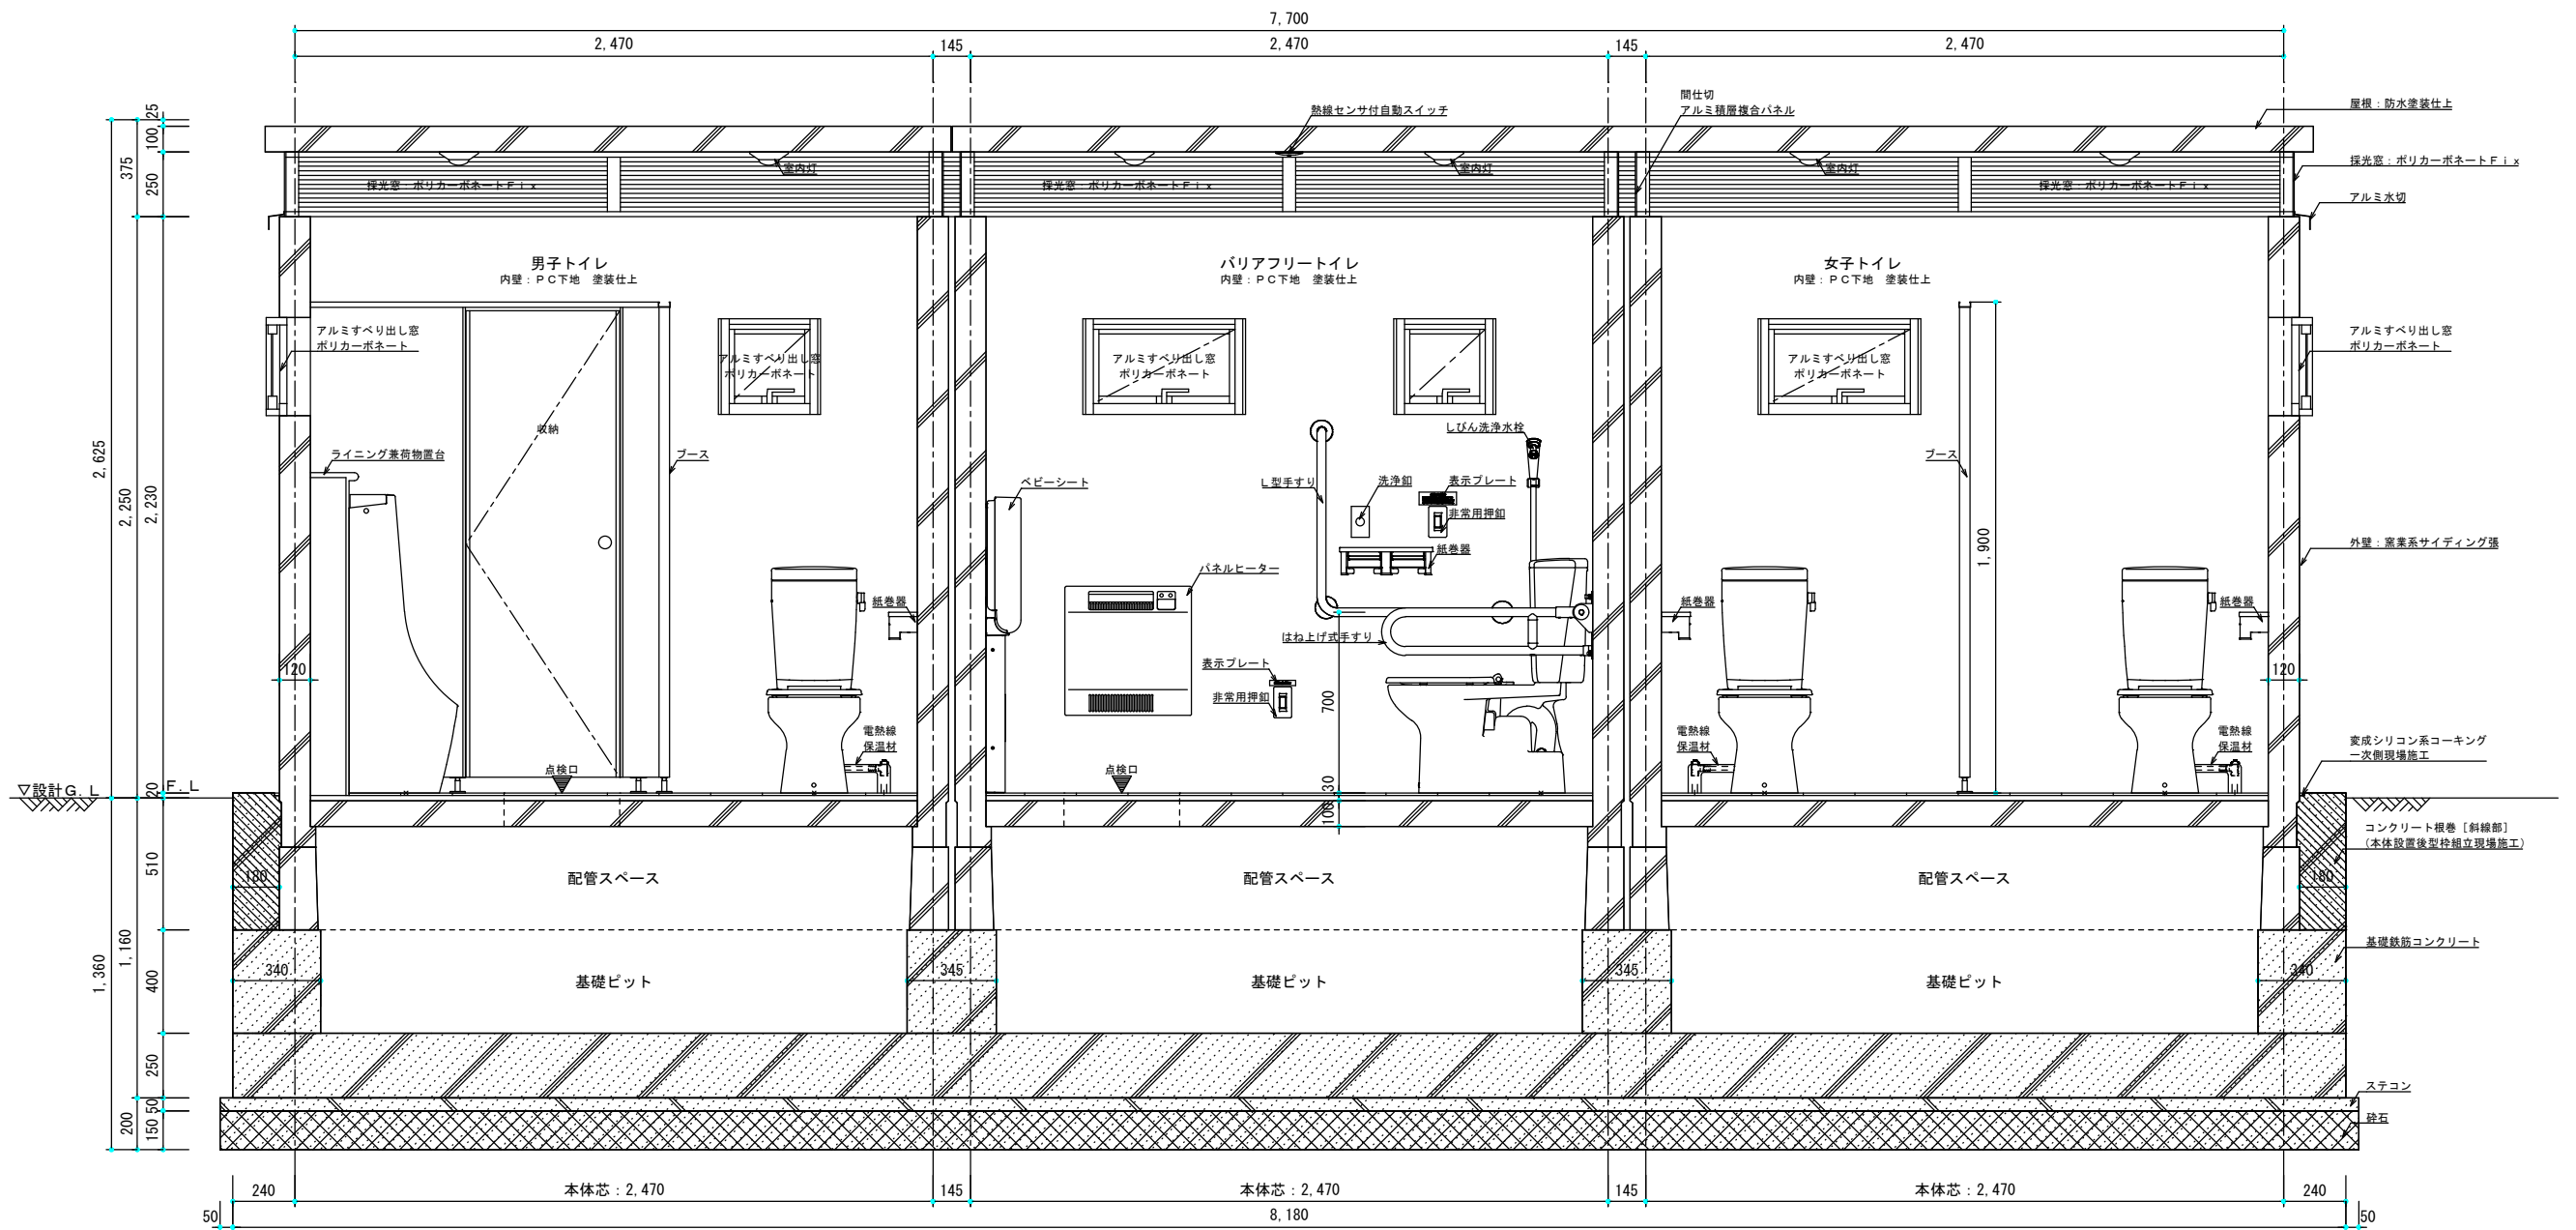 7,700
2,470
145
2,470
145
2,470
熱線センサ付自動スイッチ
間仕切
アルミ積層複合パネル
屋根：防水塗装仕上
25
100
375
250
室内灯
室内灯
室内灯
採光窓：ポリカーボネートＦｉｘ
採光窓：ポリカーボネートＦｉｘ
採光窓：ポリカーボネートＦｉｘ
採光窓：ポリカーボネートＦｉｘ
アルミ水切
男子トイレ
内壁：ＰＣ下地　塗装仕上
バリアフリートイレ
内壁：ＰＣ下地　塗装仕上
女子トイレ
内壁：ＰＣ下地　塗装仕上
アルミすべり出し窓
ポリカーボネート
アルミすべり出し窓
ポリカーボネート
アルミすべり出し窓
ポリカーボネート
アルミすべり出し窓
ポリカーボネート
アルミすべり出し窓
ポリカーボネート
収納
ライニング兼荷物置台
ブース
ベビーシート
Ｌ型手すり
洗浄釦
しびん洗浄水栓
表示プレート
非常用押釦
紙巻器
ブース
1,900
外壁：窯業系サイディング張
2,625
2,250
2,230
パネルヒーター
紙巻器
はね上げ式手すり
紙巻器
紙巻器
120
120
表示プレート
非常用押釦
700
電熱線
保温材
電熱線
保温材
電熱線
保温材
変成シリコン系コーキング
一次側現場施工
点検口
点検口
▽設計Ｇ.Ｌ
20
Ｆ.Ｌ
30
100
コンクリート根巻［斜線部］
(本体設置後型枠組立現場施工)
510
180
配管スペース
配管スペース
配管スペース
180
1,360
1,160
400
340
345
345
340
基礎ピット
基礎ピット
基礎ピット
基礎鉄筋コンクリート
250
ステコン
200
50
150
砕石
240
本体芯：2,470
145
本体芯：2,470
145
本体芯：2,470
240
50
8,180
50